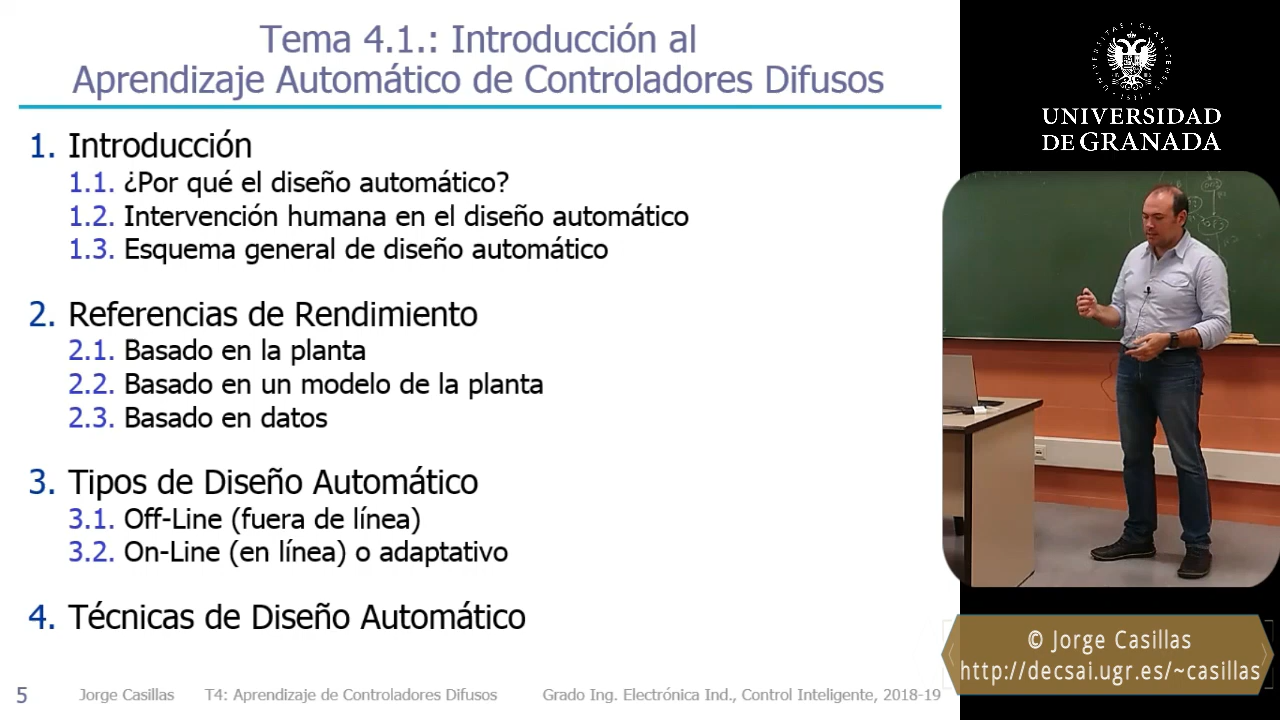 Tema 4.1.: Introducción al
Aprendizaje Automático de Controladores Difusos
1. Introducción
1.1. ¿Por qué el diseño automático?
1.2. Intervención humana en el diseño automático
1.3. Esquema general de diseño automático
2. Referencias de Rendimiento
2.1. Basado en la planta
2.2. Basado en un modelo de la planta
2.3. Basado en datos
3. Tipos de Diseño Automático
3.1. Off-Line (fuera de línea)
3.2. On-Line (en línea) o adaptativo
4. Técnicas de Diseño Automático
5 Jorge Casillas T4: Aprendizaje de Controladores Difusos Grado Ing. Electrónica Ind., Control Inteligente, 2018-19
UNIVERSIDAD
DE GRANADA
© Jorge Casillas
http://decsai.ugr.es/~casillas